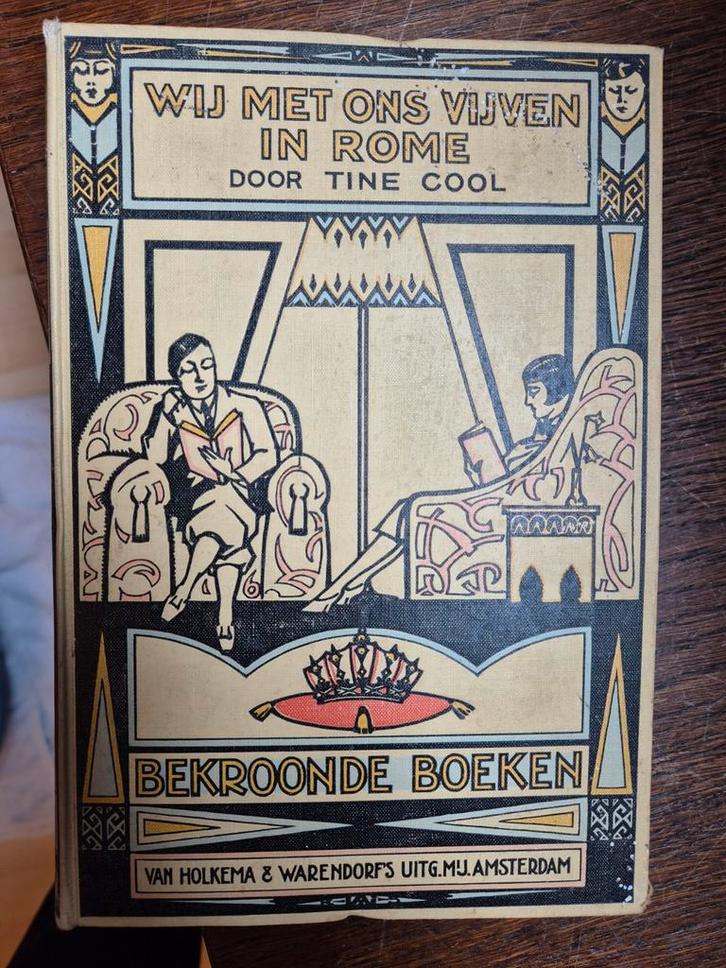 WIJ MET ONS VIJVEN
IN ROME
DOOR TINE COOL
BEKROONDE BOEKEN
VAN HOLKEMA & WARENDORF'S UITG. MIJ. AMSTERDAM